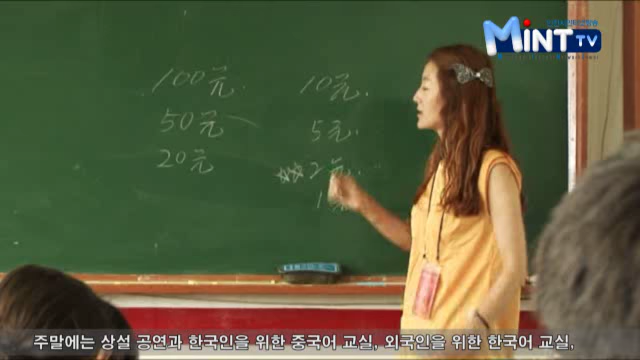 MINT TV
100元.
50元
20元
10元.
5元.
2元.
1元
주말에는 상설 공연과 한국인을 위한 중국어 교실, 외국인을 위한 한국어 교실,